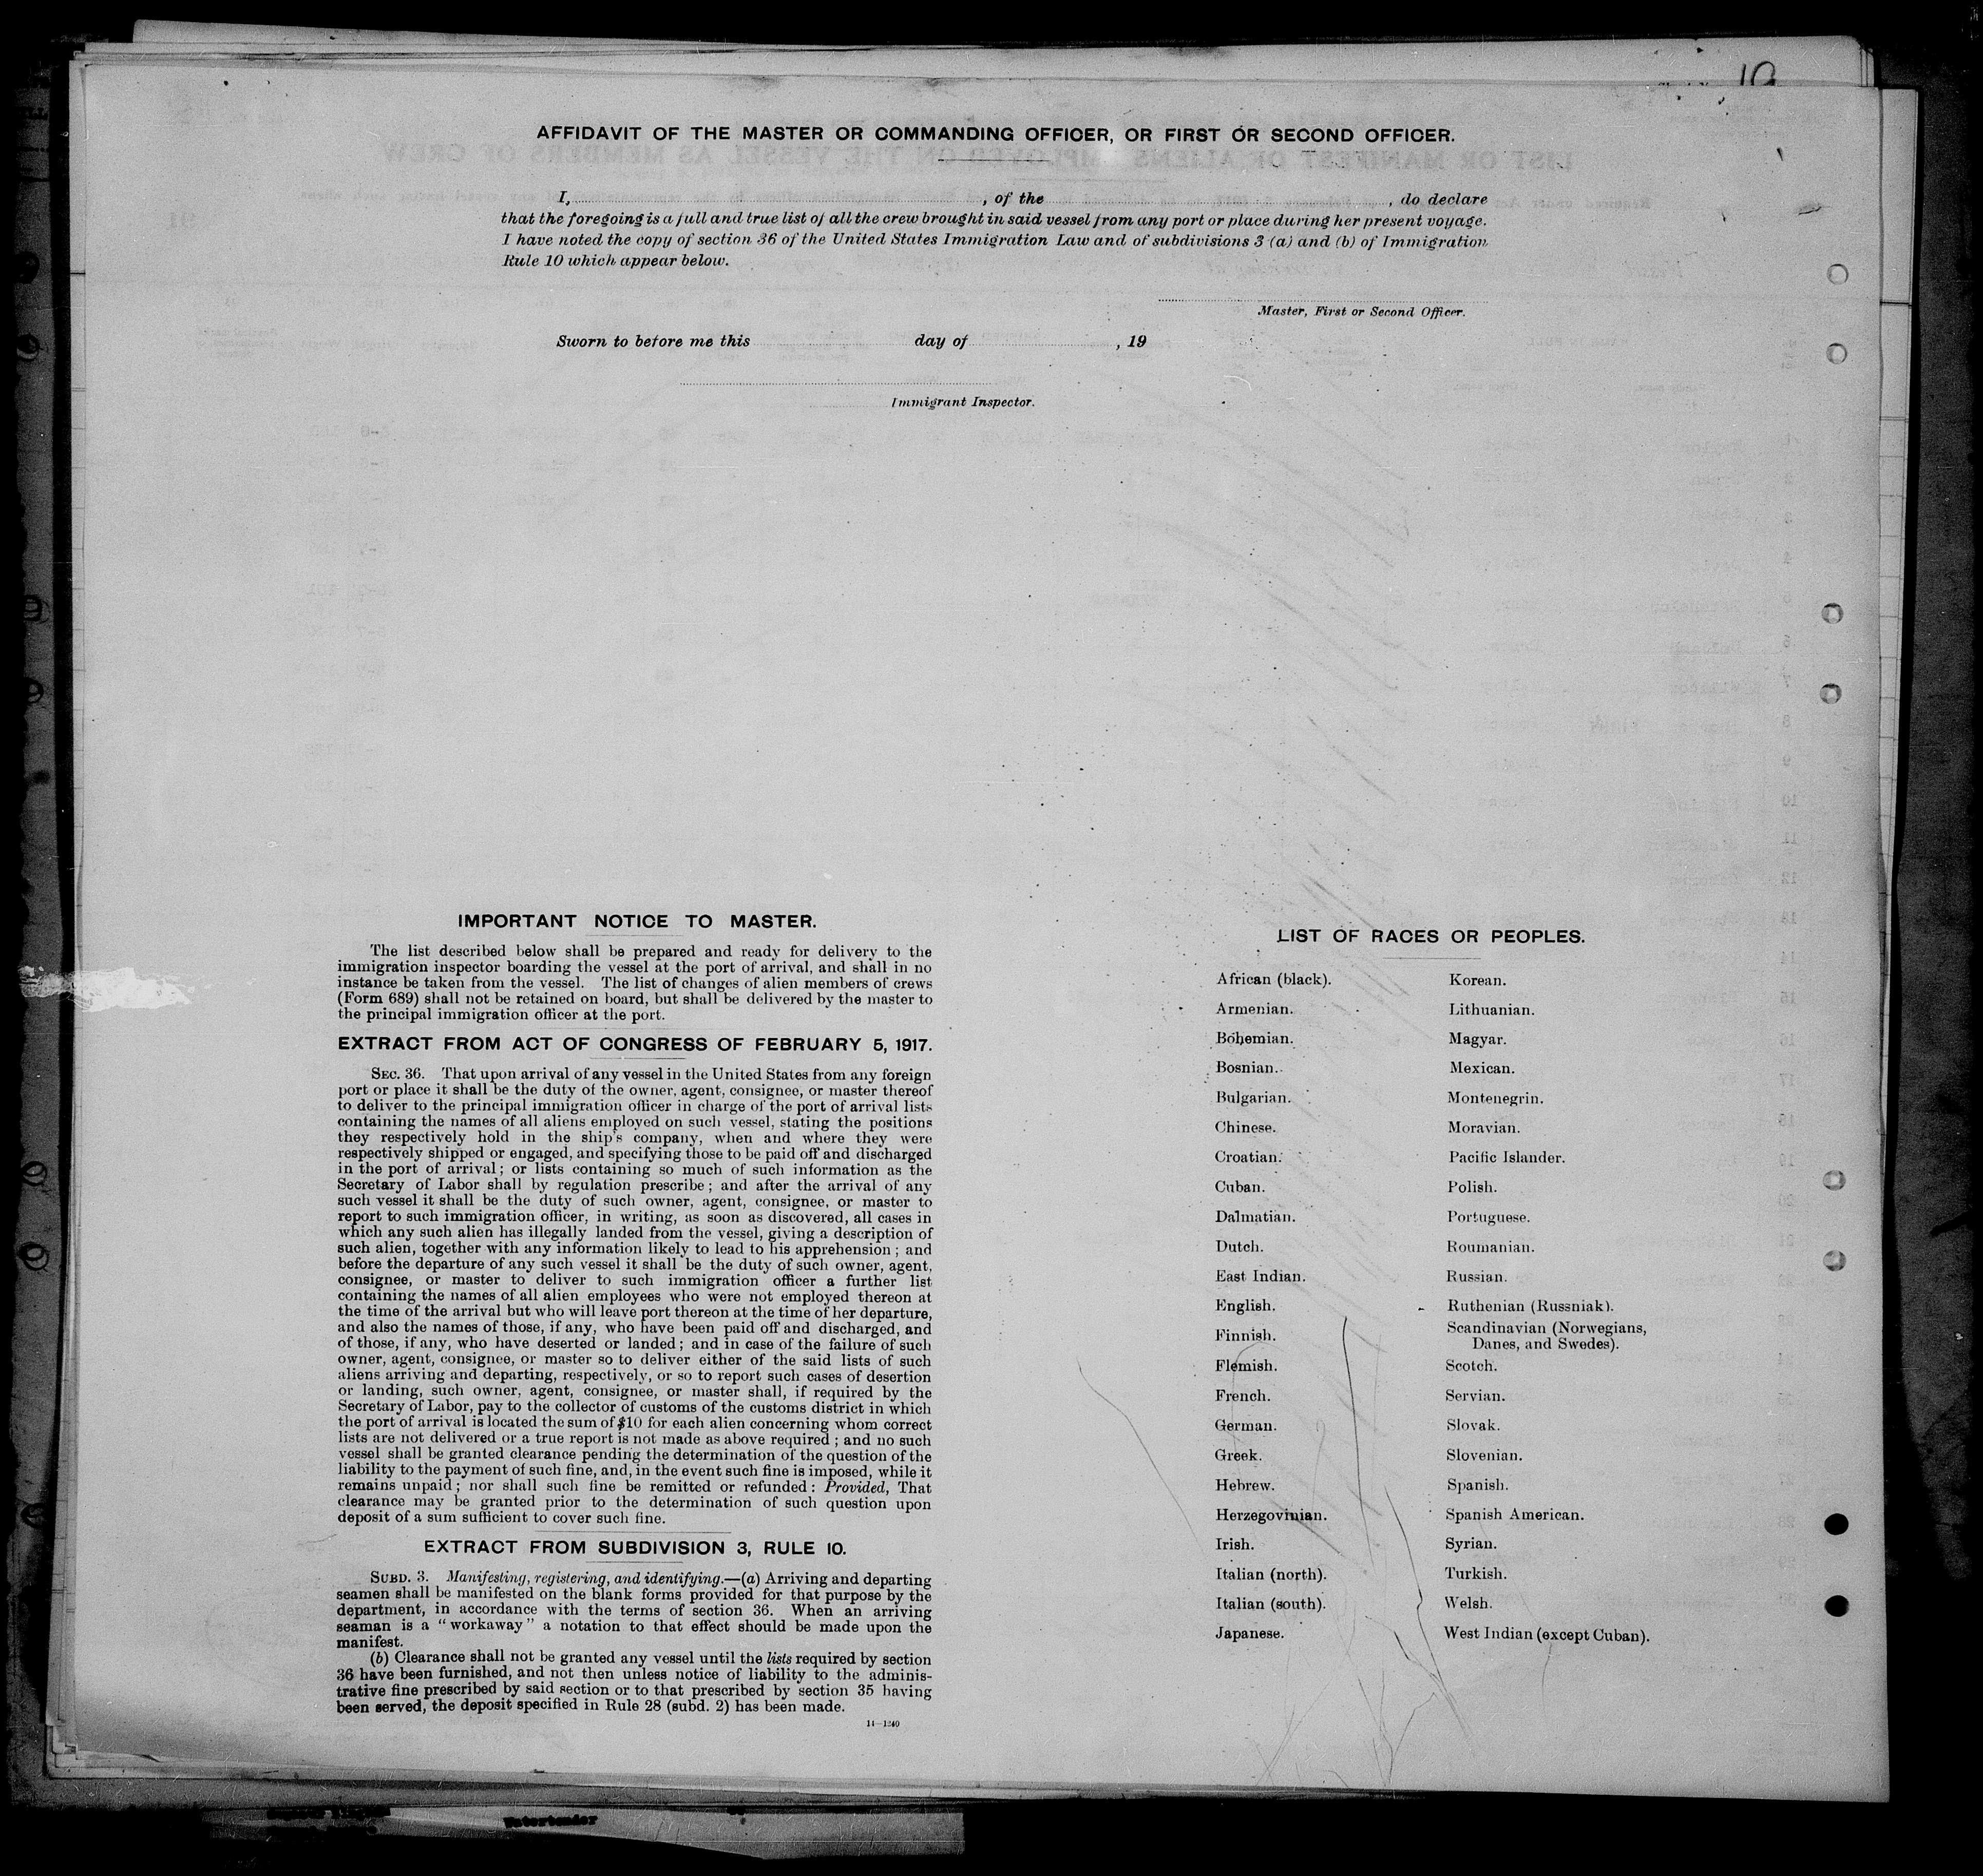 10
AFFIDAVIT OF THE MASTER OR COMMANDING OFFICER, OR FIRST OR SECOND OFFICER.
I, , of the , do declare
that the foregoing is a full and true list of all the crew brought in said vessel from any port or place during her present voyage.
I have noted the copy of section 36 of the United States Immigration Law and of subdivisions 3 (a) and (b) of Immigration
Rule 10 which appear below.
Master, First or Second Officer.
Sworn to before me this day of , 19
Immigrant Inspector.
IMPORTANT NOTICE TO MASTER.
The list described below shall be prepared and ready for delivery to the
immigration inspector boarding the vessel at the port of arrival, and shall in no
instance be taken from the vessel. The list of changes of alien members of crews
(Form 689) shall not be retained on board, but shall be delivered by the master to
the principal immigration officer at the port.
EXTRACT FROM ACT OF CONGRESS OF FEBRUARY 5, 1917.
SEC. 36. That upon arrival of any vessel in the United States from any foreign
port or place it shall be the duty of the owner, agent, consignee, or master thereof
to deliver to the principal immigration officer in charge of the port of arrival lists
containing the names of all aliens employed on such vessel, stating the positions
they respectively hold in the ship's company, when and where they were
respectively shipped or engaged, and specifying those to be paid off and discharged
in the port of arrival; or lists containing so much of such information as the
Secretary of Labor shall by regulation prescribe; and after the arrival of any
such vessel it shall be the duty of such owner, agent, consignee, or master to
report to such immigration officer, in writing, as soon as discovered, all cases in
which any such alien has illegally landed from the vessel, giving a description of
such alien, together with any information likely to lead to his apprehension; and
before the departure of any such vessel it shall be the duty of such owner, agent,
consignee, or master to deliver to such immigration officer a further list
containing the names of all alien employees who were not employed thereon at
the time of the arrival but who will leave port thereon at the time of her departure,
and also the names of those, if any, who have been paid off and discharged, and
of those, if any, who have deserted or landed; and in case of the failure of such
owner, agent, consignee, or master so to deliver either of the said lists of such
aliens arriving and departing, respectively, or so to report such cases of desertion
or landing, such owner, agent, consignee, or master shall, if required by the
Secretary of Labor, pay to the collector of customs of the customs district in which
the port of arrival is located the sum of $10 for each alien concerning whom correct
lists are not delivered or a true report is not made as above required; and no such
vessel shall be granted clearance pending the determination of the question of the
liability to the payment of such fine, and, in the event such fine is imposed, while it
remains unpaid; nor shall such fine be remitted or refunded: Provided, That
clearance may be granted prior to the determination of such question upon
deposit of a sum sufficient to cover such fine.
EXTRACT FROM SUBDIVISION 3, RULE 10.
SUBD. 3. Manifesting, registering, and identifying.—(a) Arriving and departing
seamen shall be manifested on the blank forms provided for that purpose by the
department, in accordance with the terms of section 36. When an arriving
seaman is a "workaway" a notation to that effect should be made upon the
manifest.
(b) Clearance shall not be granted any vessel until the lists required by section
36 have been furnished, and not then unless notice of liability to the adminis-
trative fine prescribed by said section or to that prescribed by section 35 having
been served, the deposit specified in Rule 28 (subd. 2) has been made.
14—1240
LIST OF RACES OR PEOPLES.
African (black).
Armenian.
Bohemian.
Bosnian.
Bulgarian.
Chinese.
Croatian.
Cuban.
Dalmatian.
Dutch.
East Indian.
English.
Finnish.
Flemish.
French.
German.
Greek.
Hebrew.
Herzegovinian.
Irish.
Italian (north).
Italian (south).
Japanese.
Korean.
Lithuanian.
Magyar.
Mexican.
Montenegrin.
Moravian.
Pacific Islander.
Polish.
Portuguese.
Roumanian.
Russian.
Ruthenian (Russniak).
Scandinavian (Norwegians,
Danes, and Swedes).
Scotch.
Servian.
Slovak.
Slovenian.
Spanish.
Spanish American.
Syrian.
Turkish.
Welsh.
West Indian (except Cuban).
Watertender